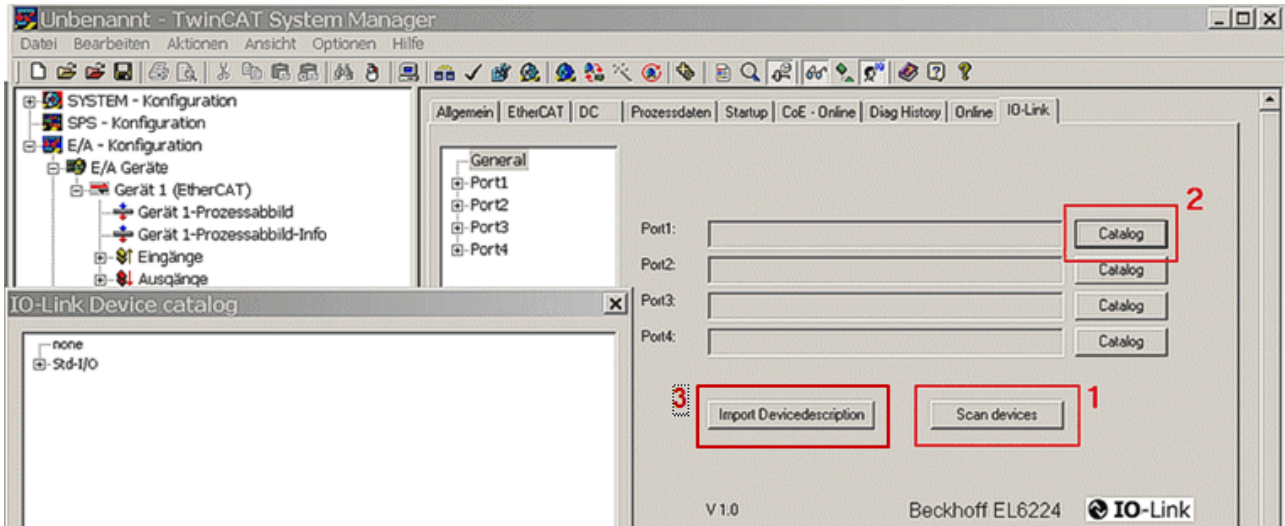 Unbenannt - TwinCAT System Manager
Datei Bearbeiten Aktionen Ansicht Optionen Hilfe
SYSTEM - Konfiguration
SPS - Konfiguration
E/A - Konfiguration
E/A Geräte
Gerät 1 (EtherCAT)
Gerät 1-Prozessabbild
Gerät 1-Prozessabbild-Info
Eingänge
Ausgänge
Allgemein EtherCAT DC Prozessdaten Startup CoE - Online Diag History Online IO-Link
General
Port1
Port2
Port3
Port4
2
Port1: Catalog
Port2: Catalog
Port3: Catalog
Port4: Catalog
IO-Link Device catalog
none
Std-I/O
3 Import Devicedescription
Scan devices 1
V 1.0 Beckhoff EL6224 IO-Link